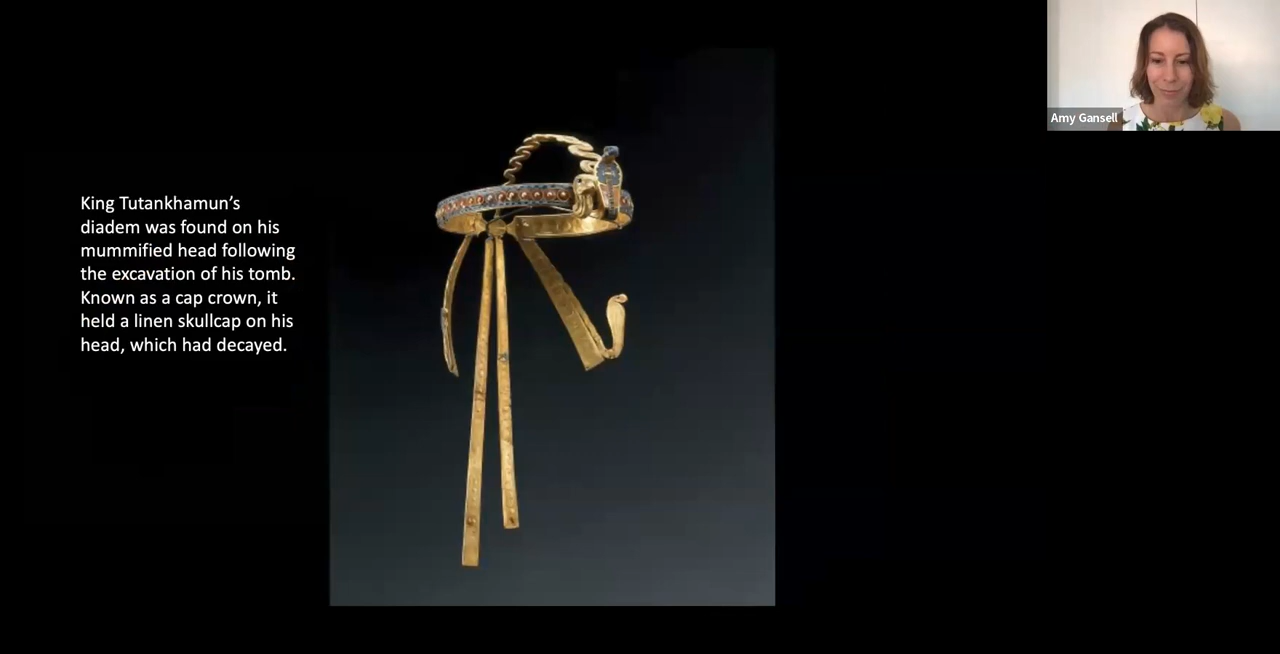 King Tutankhamun’s
diadem was found on his
mummified head following
the excavation of his tomb.
Known as a cap crown, it
held a linen skullcap on his
head, which had decayed.
Amy Gansell